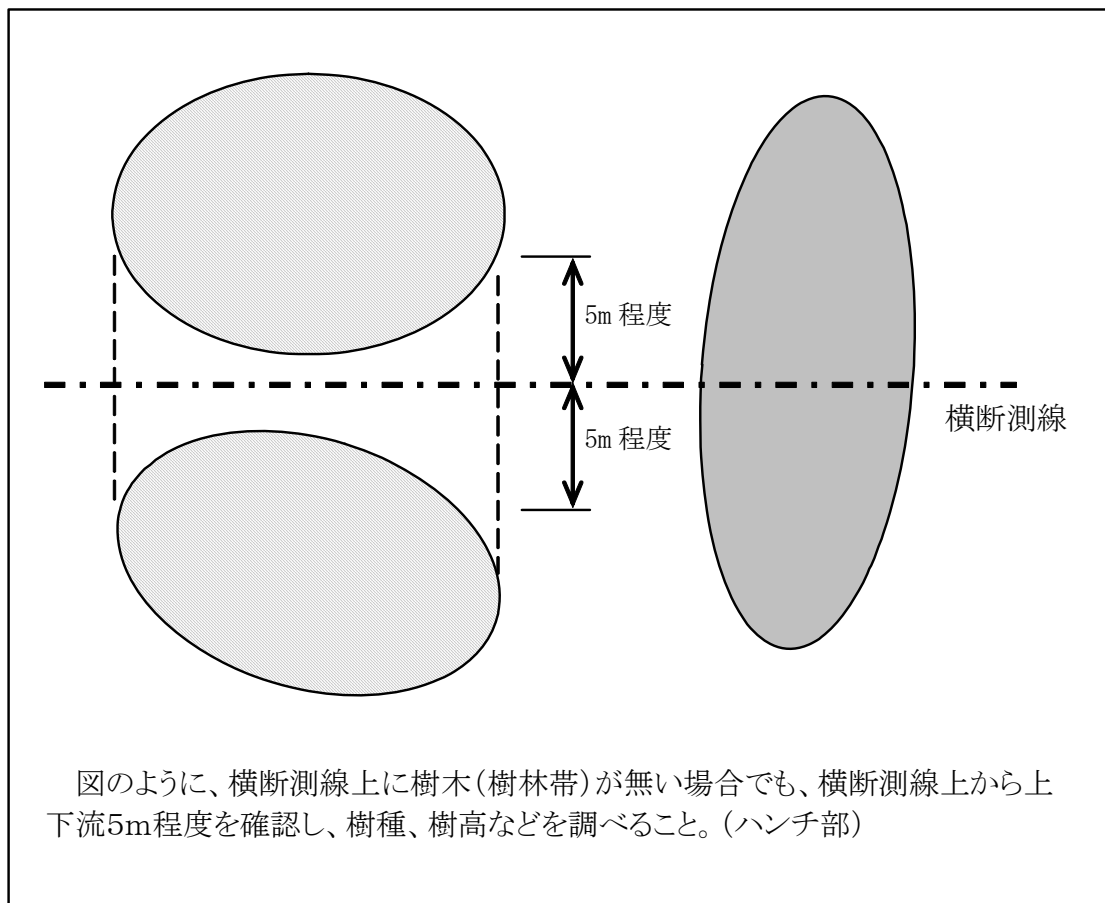 5m 程度
5m 程度
横断測線
図のように、横断測線上に樹木(樹林帯)が無い場合でも、横断測線上から上
下流5m程度を確認し、樹種、樹高などを調べること。(ハンチ部)